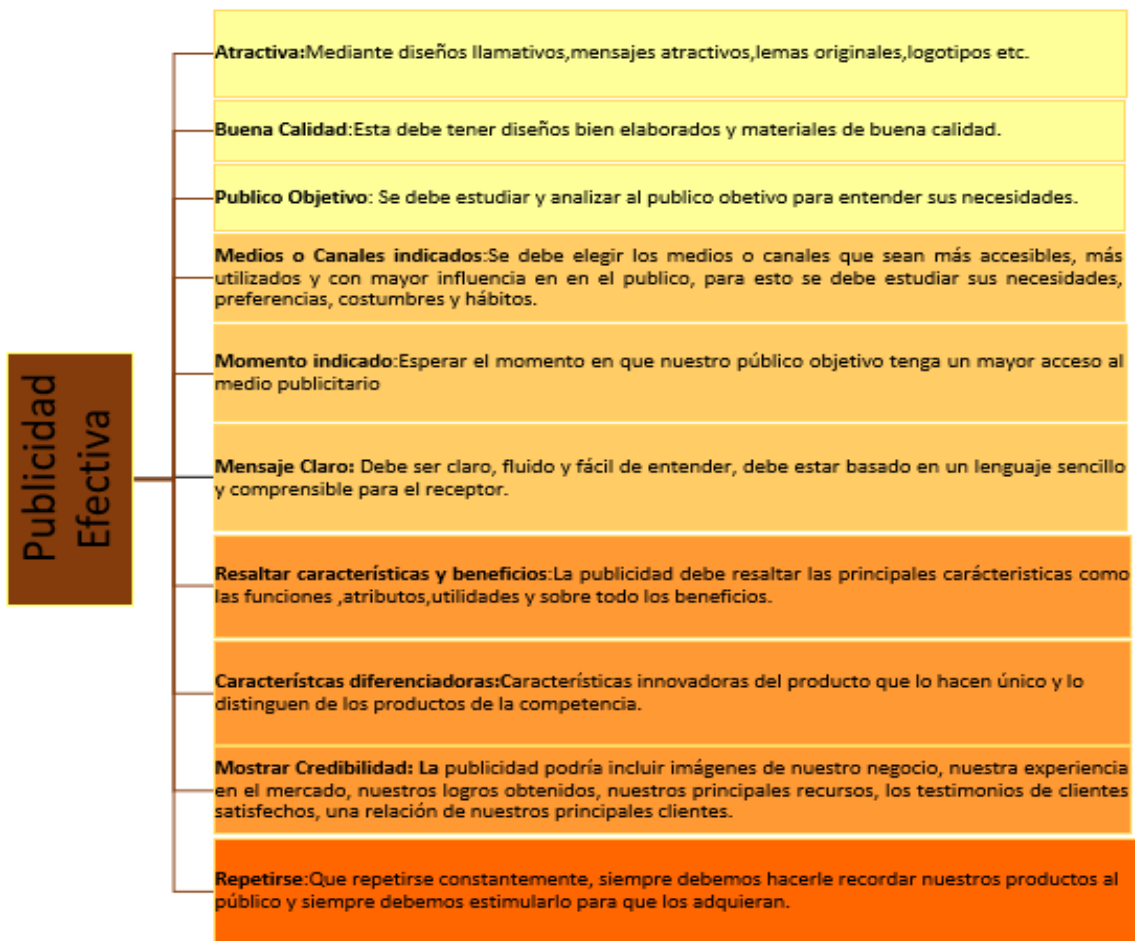 Publicidad
Efectiva
Atractiva:Mediante diseños llamativos,mensajes atractivos,lemas originales,logotipos etc.
Buena Calidad:Esta debe tener diseños bien elaborados y materiales de buena calidad.
Publico Objetivo: Se debe estudiar y analizar al publico obetivo para entender sus necesidades.
Medios o Canales indicados:Se debe elegir los medios o canales que sean más accesibles, más
utilizados y con mayor influencia en en el publico, para esto se debe estudiar sus necesidades,
preferencias, costumbres y hábitos.
Momento indicado:Esperar el momento en que nuestro público objetivo tenga un mayor acceso al
medio publicitario
Mensaje Claro: Debe ser claro, fluido y fácil de entender, debe estar basado en un lenguaje sencillo
y comprensible para el receptor.
Resaltar características y beneficios:La publicidad debe resaltar las principales carácteristicas como
las funciones ,atributos,utilidades y sobre todo los beneficios.
Característcas diferenciadoras:Características innovadoras del producto que lo hacen único y lo
distinguen de los productos de la competencia.
Mostrar Credibilidad: La publicidad podría incluir imágenes de nuestro negocio, nuestra experiencia
en el mercado, nuestros logros obtenidos, nuestros principales recursos, los testimonios de clientes
satisfechos, una relación de nuestros principales clientes.
Repetirse:Que repetirse constantemente, siempre debemos hacerle recordar nuestros productos al
público y siempre debemos estimularlo para que los adquieran.